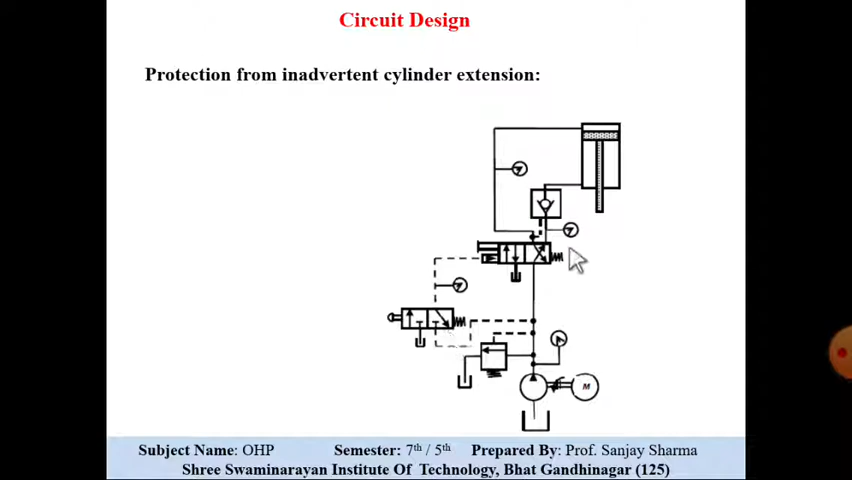 Circuit Design
Protection from inadvertent cylinder extension:
M
Subject Name: OHP Semester: 7th / 5th Prepared By: Prof. Sanjay Sharma
Shree Swaminarayan Institute Of Technology, Bhat Gandhinagar (125)